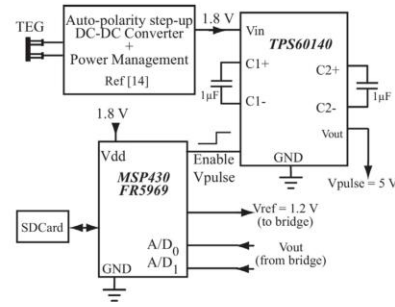 TEG
Auto-polarity step-up
DC-DC Converter
+
Power Management
Ref [14]
1.8 V
Vin
TPS60140
C1+
C1-
1µF
C2+
C2-
1µF
Vout
GND
Vpulse = 5 V
1.8 V
Vdd
MSP430
FR5969
Enable
Vpulse
SDCard
Vref = 1.2 V
(to bridge)
A/D0
A/D1
Vout
(from bridge)
GND